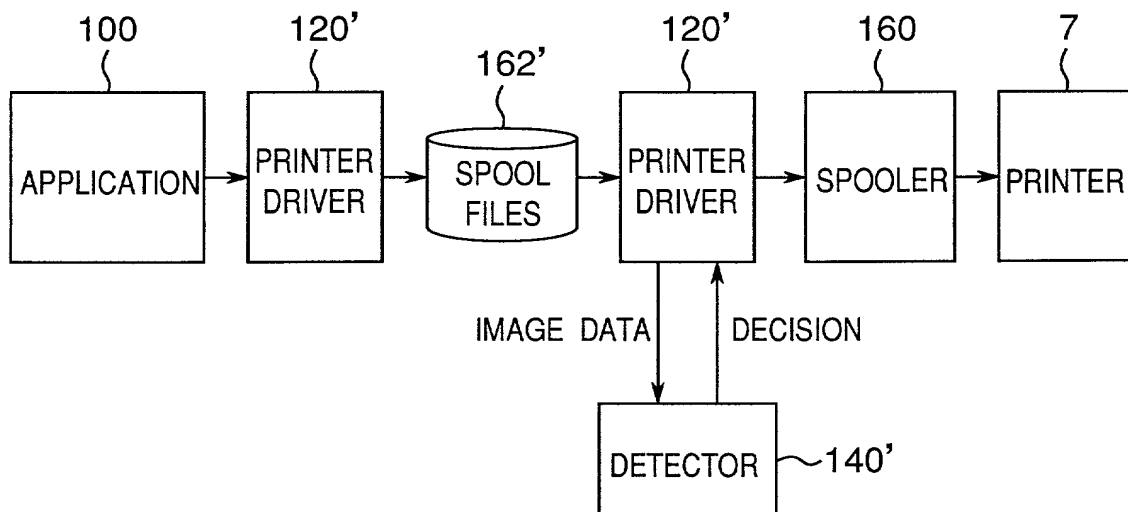 100
120’
162’
120’
160
7
APPLICATION
PRINTER
DRIVER
SPOOL
FILES
PRINTER
DRIVER
SPOOLER
PRINTER
IMAGE DATA
DECISION
DETECTOR
140’